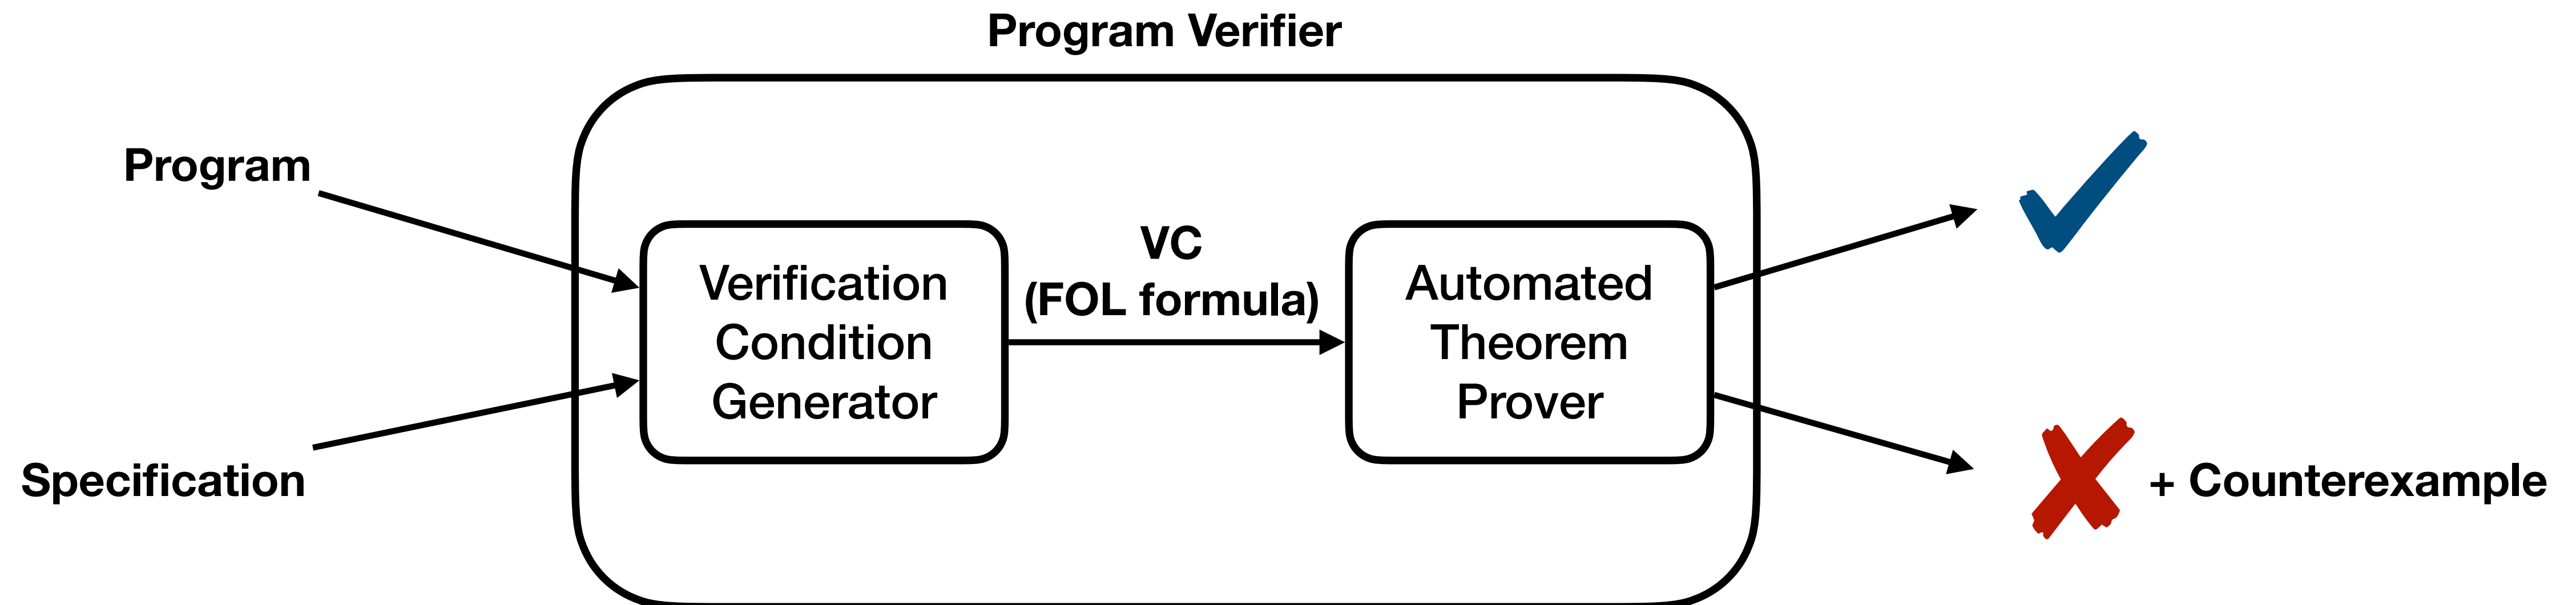 Program Verifier
Program
Specification
Verification
Condition
Generator
VC
(FOL formula)
Automated
Theorem
Prover
+ Counterexample